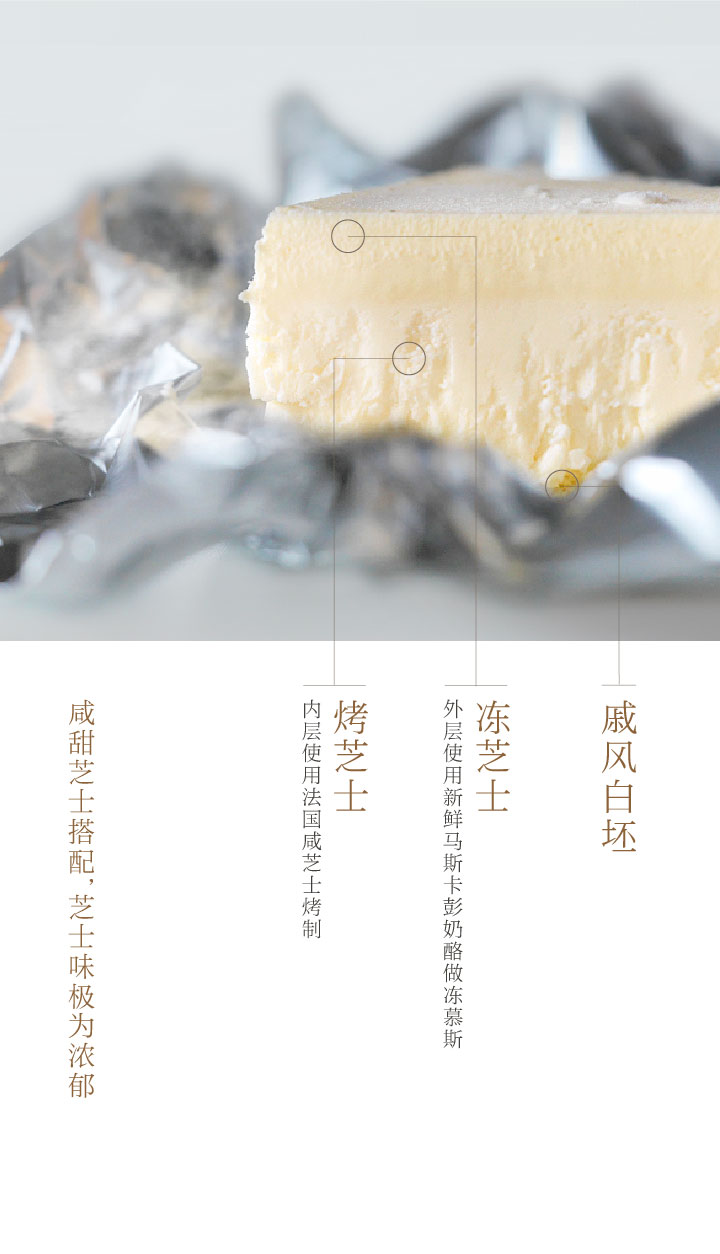 戚风白坯
冻芝士
外层使用新鲜马斯卡彭奶酪做冻慕斯
烤芝士
内层使用法国咸芝士烤制
咸甜芝士搭配，芝士味极为浓郁